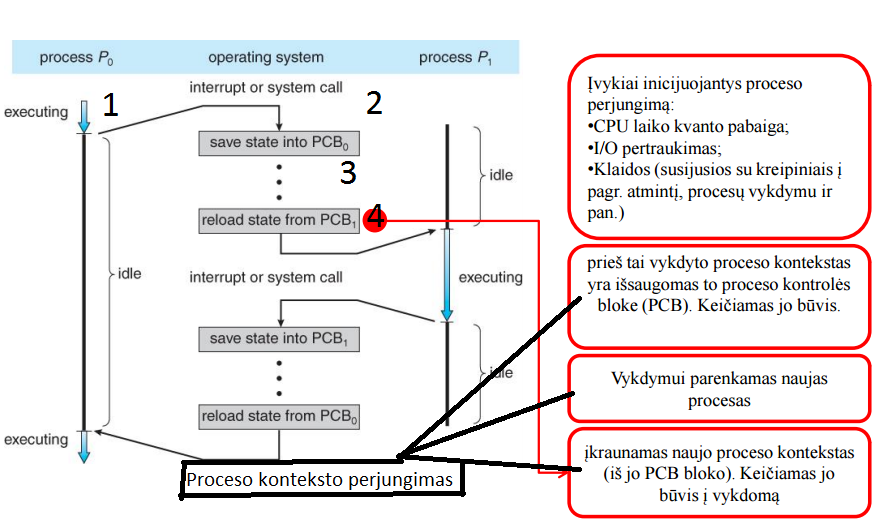 process P0
operating system
process P1
interrupt or system call
executing
1
2
save state into PCB0
3
idle
reload state from PCB1
4
idle
interrupt or system call
executing
save state into PCB1
idle
reload state from PCB0
executing
Proceso konteksto perjungimas
Įvykiai inicijuojantys proceso
perjungimą:
•CPU laiko kvanto pabaiga;
•I/O pertraukimas;
•Klaidos (susijusios su kreipiniais į
pagr. atmintį, procesų vykdymu ir
pan.)
prieš tai vykdyto proceso kontekstas
yra išsaugomas to proceso kontrolės
bloke (PCB). Keičiamas jo būvis.
Vykdymui parenkamas naujas
procesas
įkraunamas naujo proceso kontekstas
(iš jo PCB bloko). Keičiamas jo
būvis į vykdomą